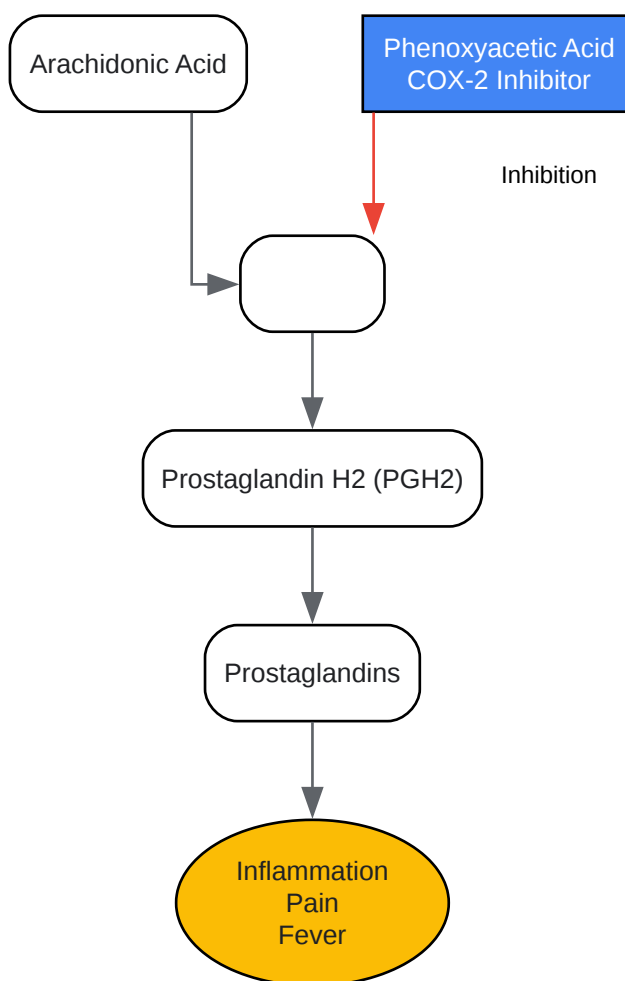 Arachidonic Acid
Phenoxyacetic Acid
COX-2 Inhibitor
Inhibition
Prostaglandin H2 (PGH2)
Prostaglandins
Inflammation
Pain
Fever